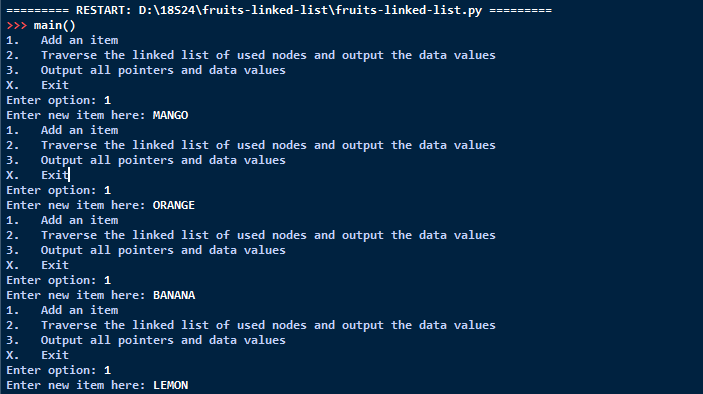 ========= RESTART: D:\18S24\fruits-linked-list\fruits-linked-list.py =========
>>> main()
1.   Add an item
2.   Traverse the linked list of used nodes and output the data values
3.   Output all pointers and data values
X.   Exit
Enter option: 1
Enter new item here: MANGO
1.   Add an item
2.   Traverse the linked list of used nodes and output the data values
3.   Output all pointers and data values
X.   Exit
Enter option: 1
Enter new item here: ORANGE
1.   Add an item
2.   Traverse the linked list of used nodes and output the data values
3.   Output all pointers and data values
X.   Exit
Enter option: 1
Enter new item here: BANANA
1.   Add an item
2.   Traverse the linked list of used nodes and output the data values
3.   Output all pointers and data values
X.   Exit
Enter option: 1
Enter new item here: LEMON